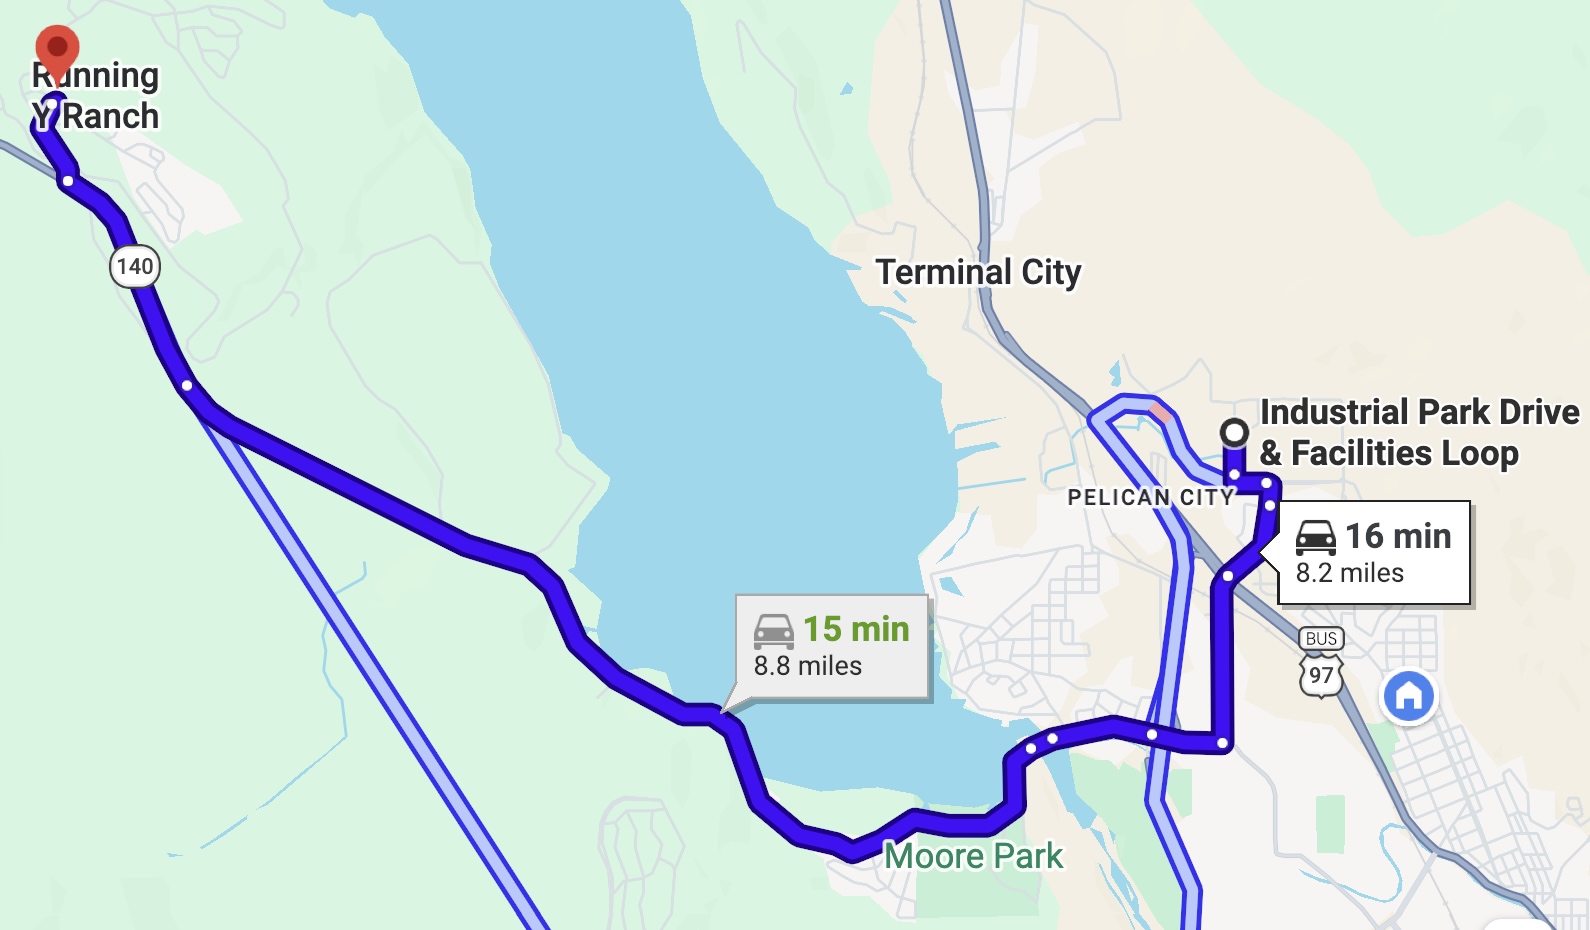 Running
Y Ranch
140
Terminal City
Industrial Park Drive
& Facilities Loop
PELICAN CITY
16 min
8.2 miles
15 min
8.8 miles
BUS
97
Moore Park